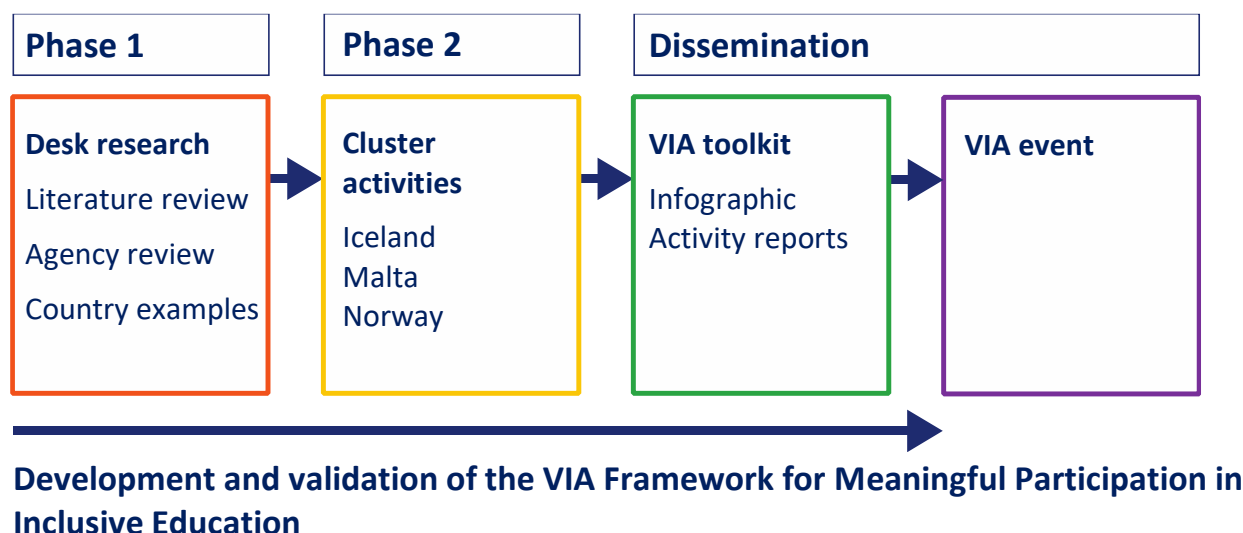 Phase 1
Phase 2
Dissemination
Desk research
Literature review
Agency review
Country examples
Cluster
activities
Iceland
Malta
Norway
VIA toolkit
Infographic
Activity reports
VIA event
Development and validation of the VIA Framework for Meaningful Participation in
Inclusive Education